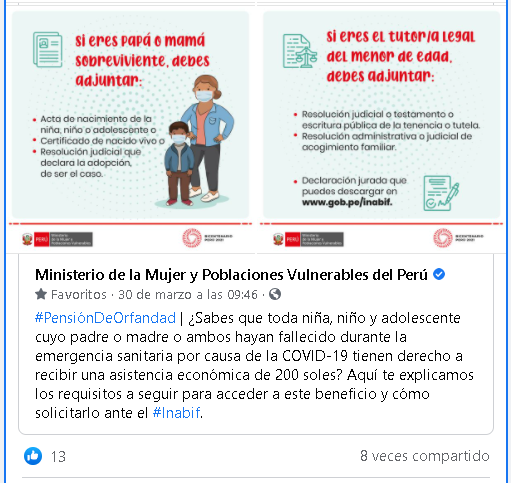 si eres papá o mamá
sobreviviente, debes
adjuntar:
• Acta de nacimiento de la
niña, niño o adolescente o
• Certificado de nacido vivo o
• Resolución judicial que
declara la adopción,
de ser el caso.
PERÚ
Ministerio de la
Mujer y
Poblaciones Vulnerables
BICENTENARIO
PERÚ 2021
si eres el tutor/a legal
del menor de edad,
debes adjuntar:
• Resolución judicial o testamento o
escritura pública de la tenencia o tutela.
• Resolución administrativa o judicial de
acogimiento familiar.
• Declaración jurada que
puedes descargar en
www.gob.pe/inabif.
PERÚ
Ministerio de la
Mujer y
Poblaciones Vulnerables
BICENTENARIO
PERÚ 2021
Ministerio de la Mujer y Poblaciones Vulnerables del Perú
Favoritos · 30 de marzo a las 09:46 ·
#PensiónDeOrfandad | ¿Sabes que toda niña, niño y adolescente
cuyo padre o madre o ambos hayan fallecido durante la
emergencia sanitaria por causa de la COVID-19 tienen derecho a
recibir una asistencia económica de 200 soles? Aquí te explicamos
los requisitos a seguir para acceder a este beneficio y cómo
solicitarlo ante el #Inabif.
13
8 veces compartido